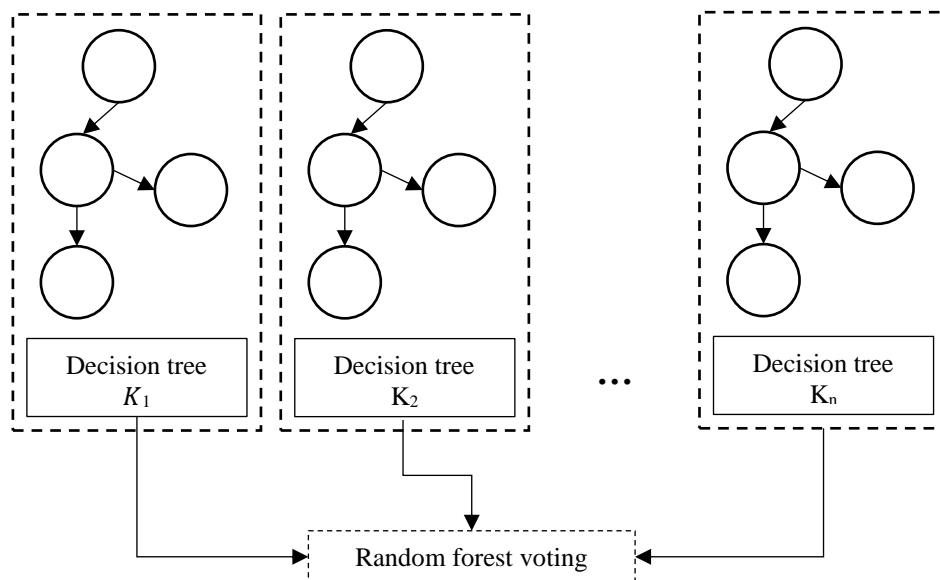 Decision tree
K₁
Decision tree
K₂
...
Decision tree
Kₙ
Random forest voting